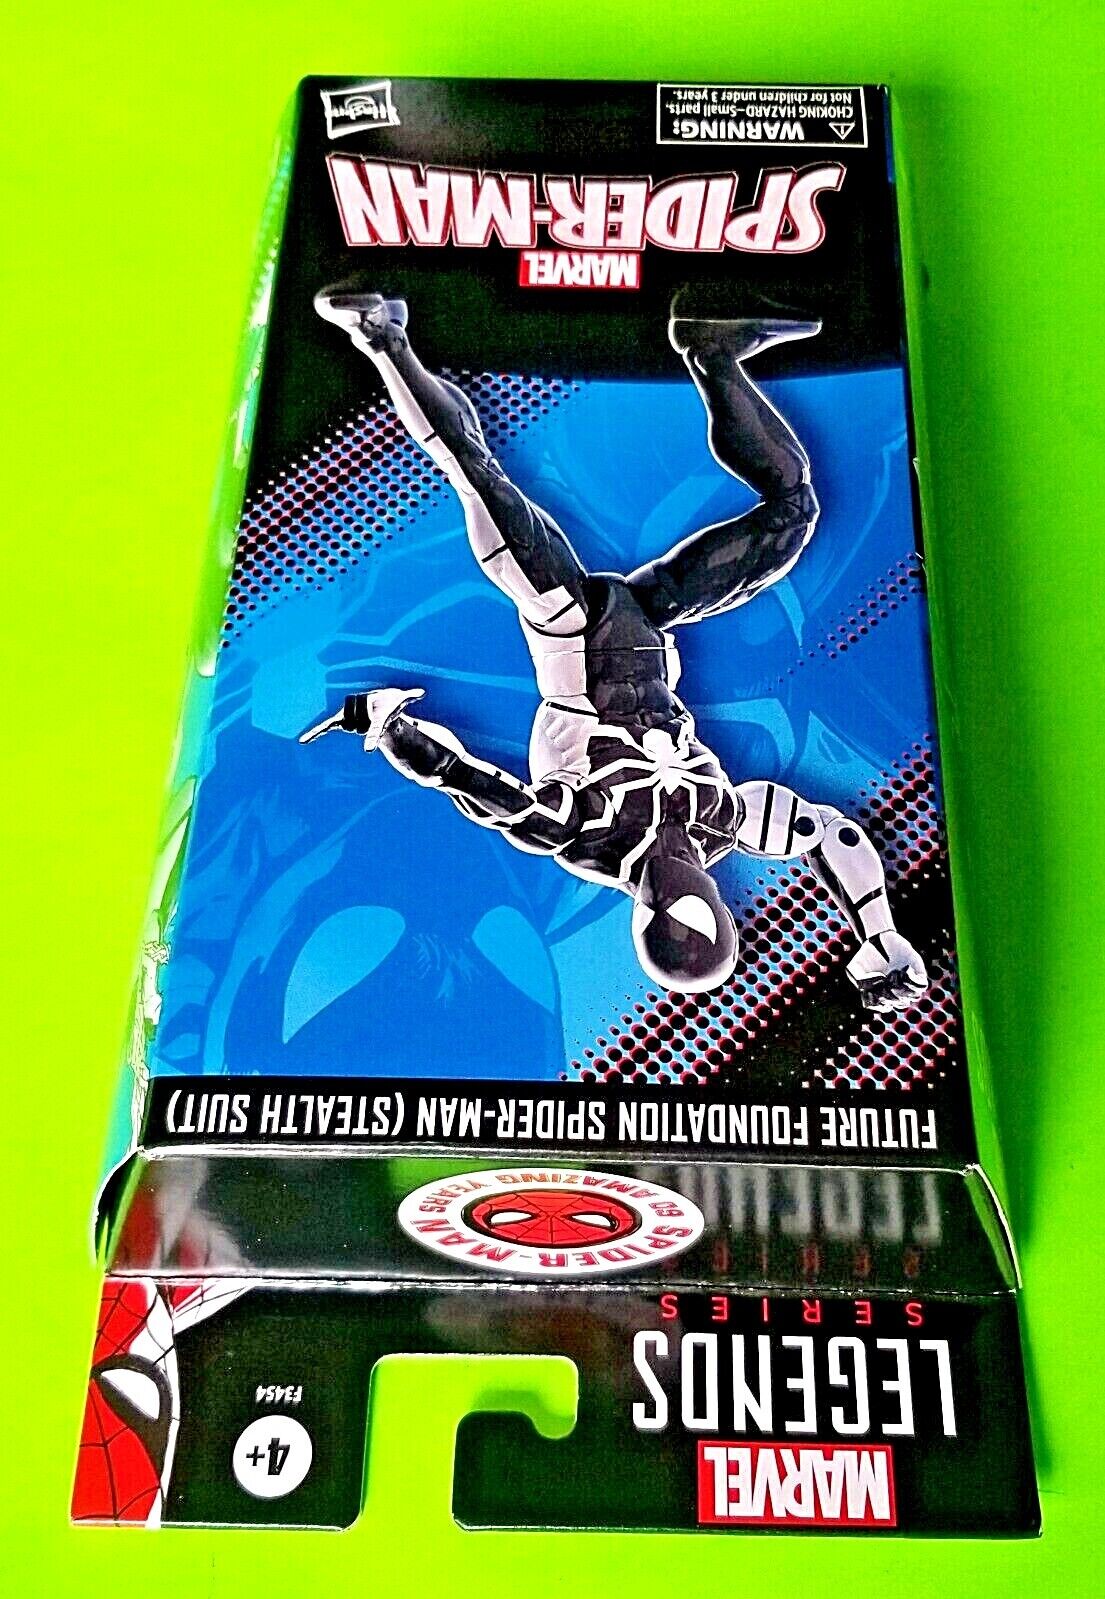 MARVEL
LEGENDS
SERIES
4+
F3454
SPIDER-MAN
60 AMAZING YEARS
FUTURE FOUNDATION SPIDER-MAN (STEALTH SUIT)
MARVEL
SPIDER-MAN
WARNING:
CHOKING HAZARD–Small parts.
Not for children under 3 years.
Hasbro